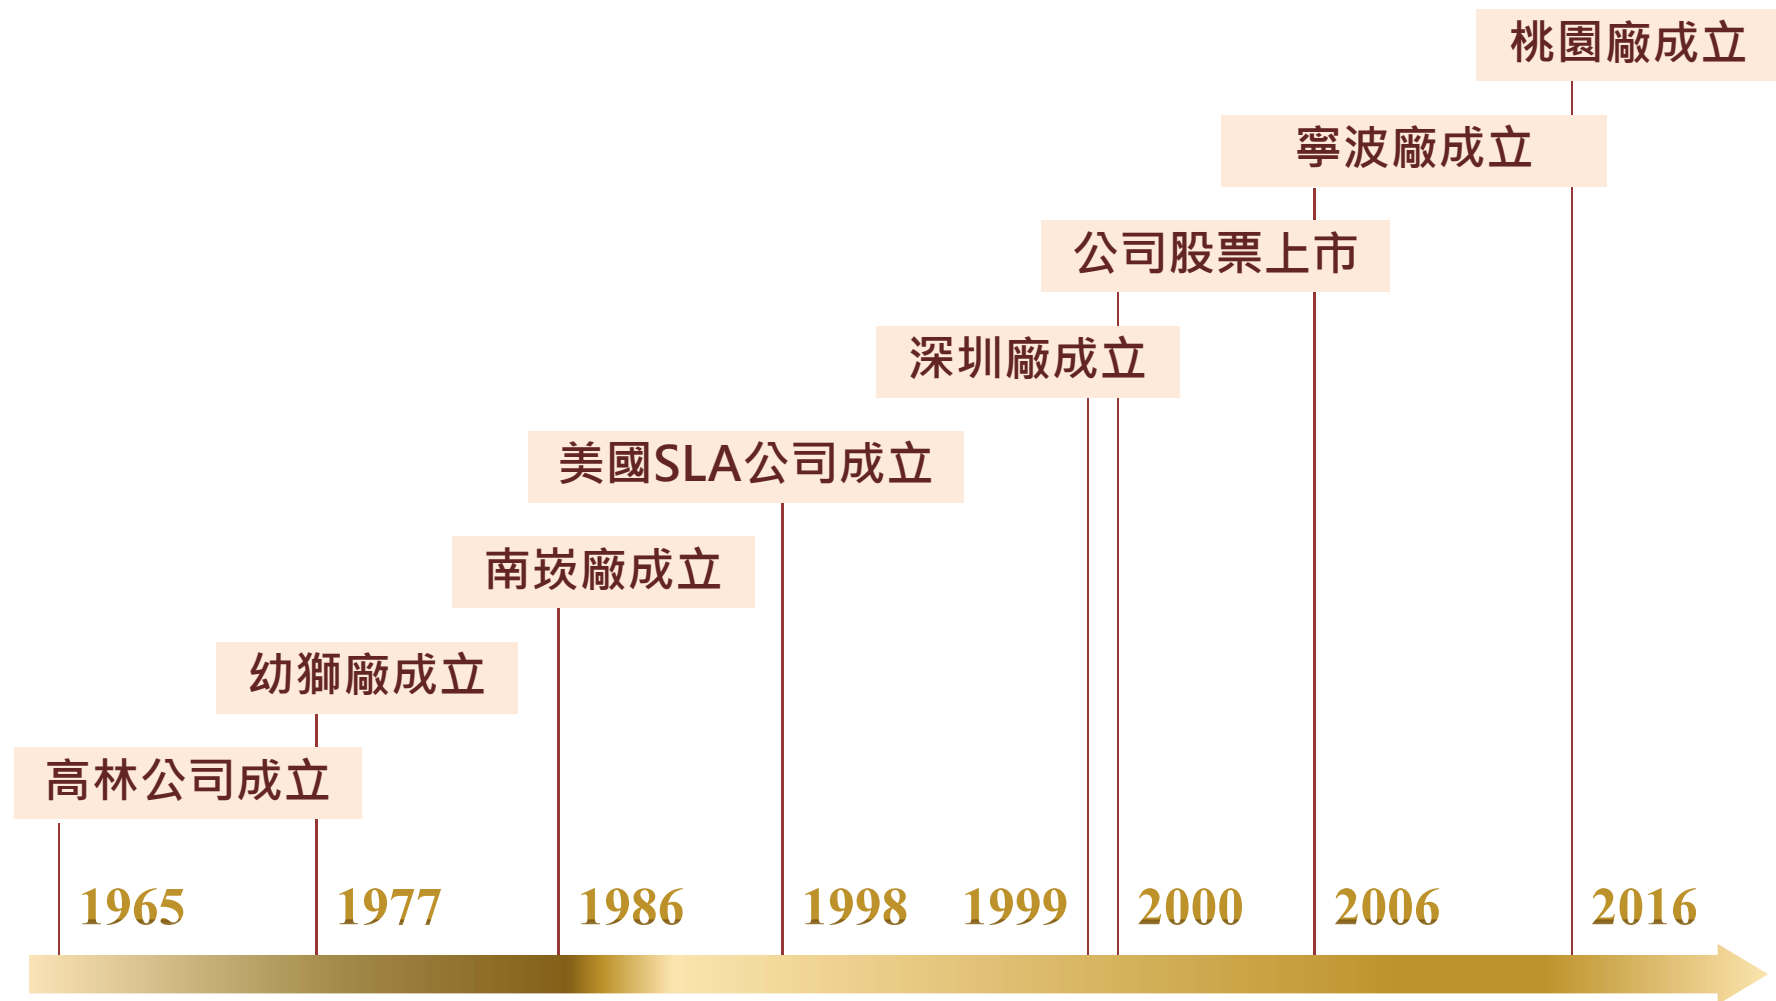 桃園廠成立
寧波廠成立
公司股票上市
深圳廠成立
美國SLA公司成立
南崁廠成立
幼獅廠成立
高林公司成立
1965 1977 1986 1998 1999 2000 2006 2016